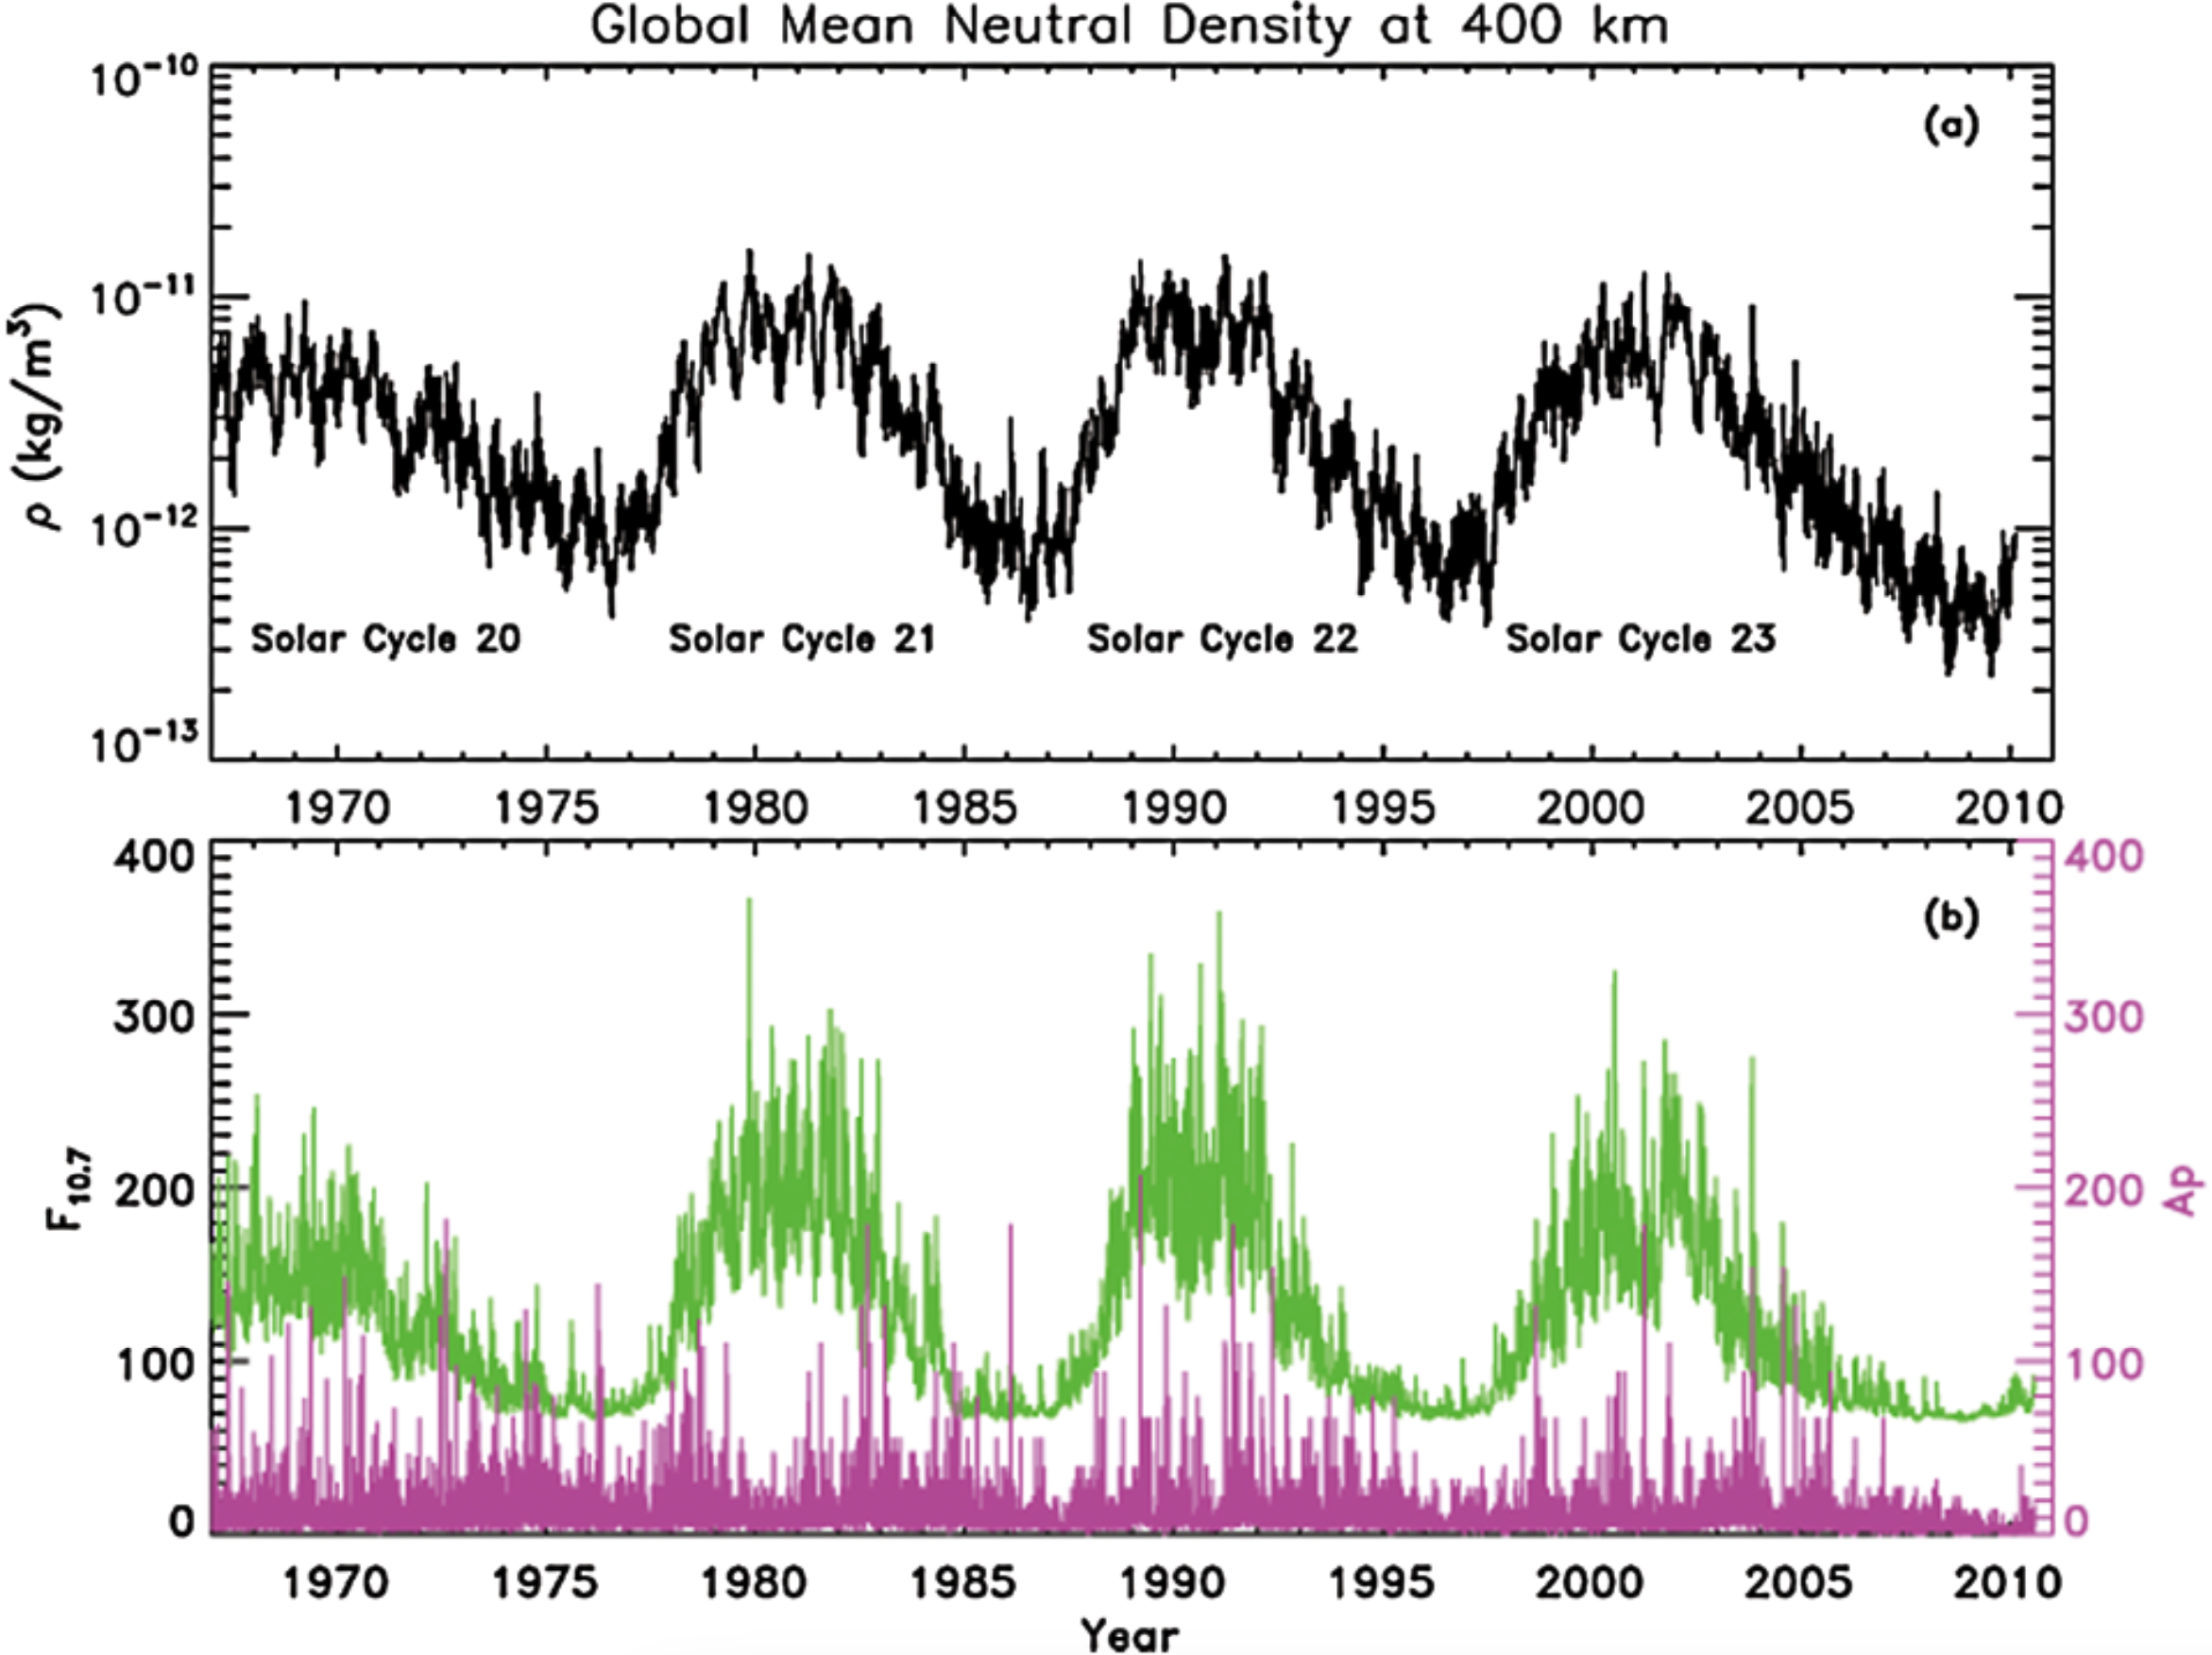 Global Mean Neutral Density at 400 km
10⁻¹⁰
(a)
10⁻¹¹
ρ (kg/m³)
10⁻¹²
Solar Cycle 20 Solar Cycle 21 Solar Cycle 22 Solar Cycle 23
10⁻¹³
1970 1975 1980 1985 1990 1995 2000 2005 2010
400 400
(b)
300 300
F₁₀.₇
200 200
Ap
100 100
0 0
1970 1975 1980 1985 1990 1995 2000 2005 2010
Year